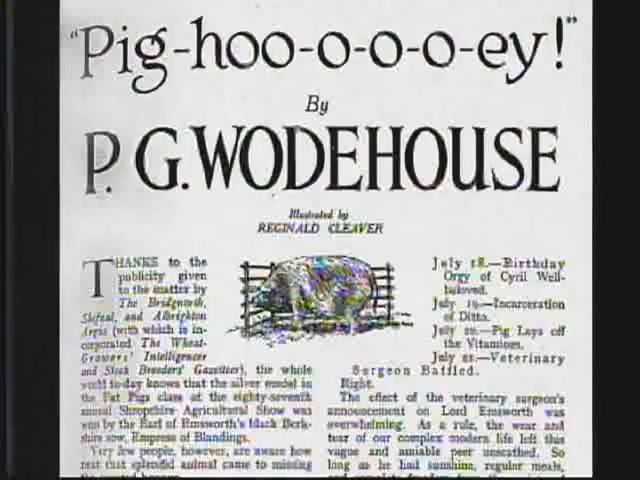 "Pig-hoo-o-o-o-ey!"
By
P. G. WODEHOUSE
Illustrated by
REGINALD CLEAVER
THANKS to the
publicity given
to the matter by
The Bridgnorth,
Shifnal, and Albrighton
Argus (with which is in-
corporated The Wheat-
Growers' Intelligencer
and Stock Breeders' Gazetteer), the whole
world to-day knows that the silver medal in
the Fat Pigs class at the eighty-seventh
annual Shropshire Agricultural Show was
won by the Earl of Emsworth's black Berk-
shire sow, Empress of Blandings.
Very few people, however, are aware how
near that splendid animal came to missing
July 18.—Birthday
Orgy of Cyril Well-
beloved.
July 19.—Incarceration
of Ditto.
July 20.—Pig Lays off
the Vitamines.
July 21.—Veterinary
Surgeon Baffled.
Right.
The effect of the veterinary surgeon's
announcement on Lord Emsworth was
overwhelming. As a rule, the wear and
tear of our complex modern life left this
vague and amiable peer unscathed. So
long as he had sunshine, regular meals,